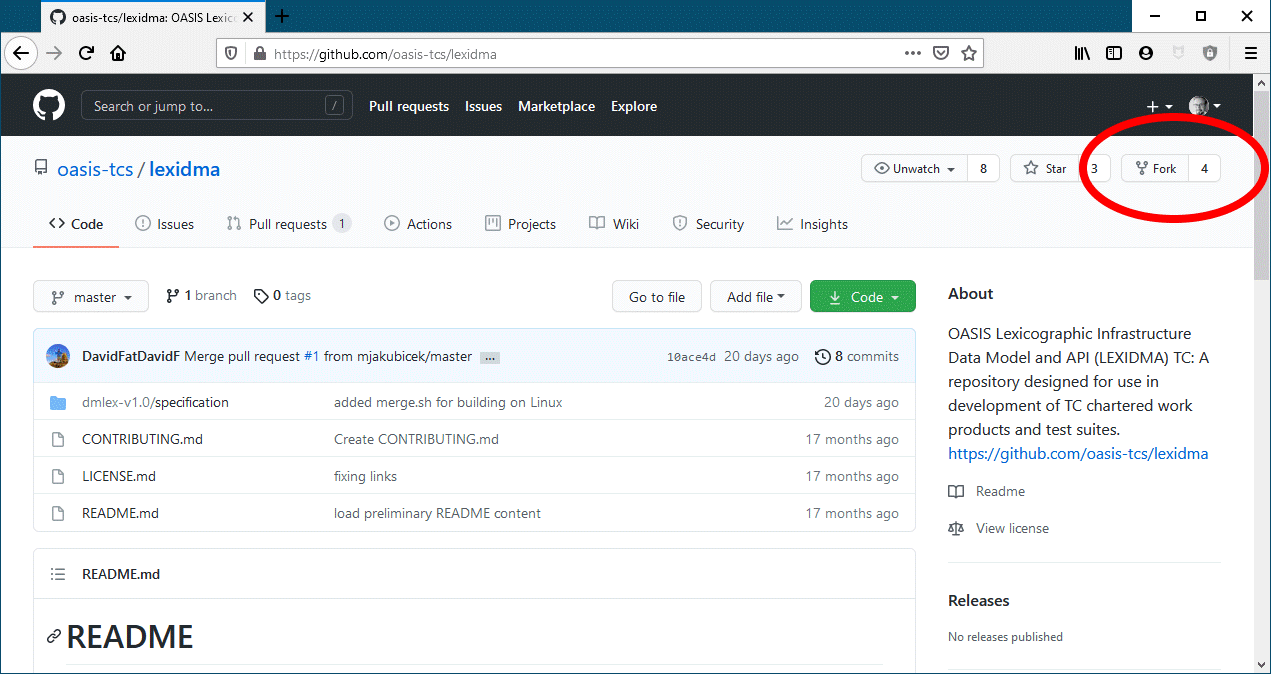 oasis-tcs/lexidma: OASIS Lexic
https://github.com/oasis-tcs/lexidma
Search or jump to... / Pull requests Issues Marketplace Explore
oasis-tcs / lexidma Unwatch 8 Star 3 Fork 4
Code Issues Pull requests 1 Actions Projects Wiki Security Insights
master 1 branch 0 tags Go to file Add file Code
DavidFatDavidF Merge pull request #1 from mjakubicek/master ... 10ace4d 20 days ago 8 commits
dmlex-v1.0/specification added merge.sh for building on Linux 20 days ago
CONTRIBUTING.md Create CONTRIBUTING.md 17 months ago
LICENSE.md fixing links 17 months ago
README.md load preliminary README content 17 months ago
README.md
README
About
OASIS Lexicographic Infrastructure
Data Model and API (LEXIDMA) TC: A
repository designed for use in
development of TC chartered work
products and test suites.
https://github.com/oasis-tcs/lexidma
Readme
View license
Releases
No releases published